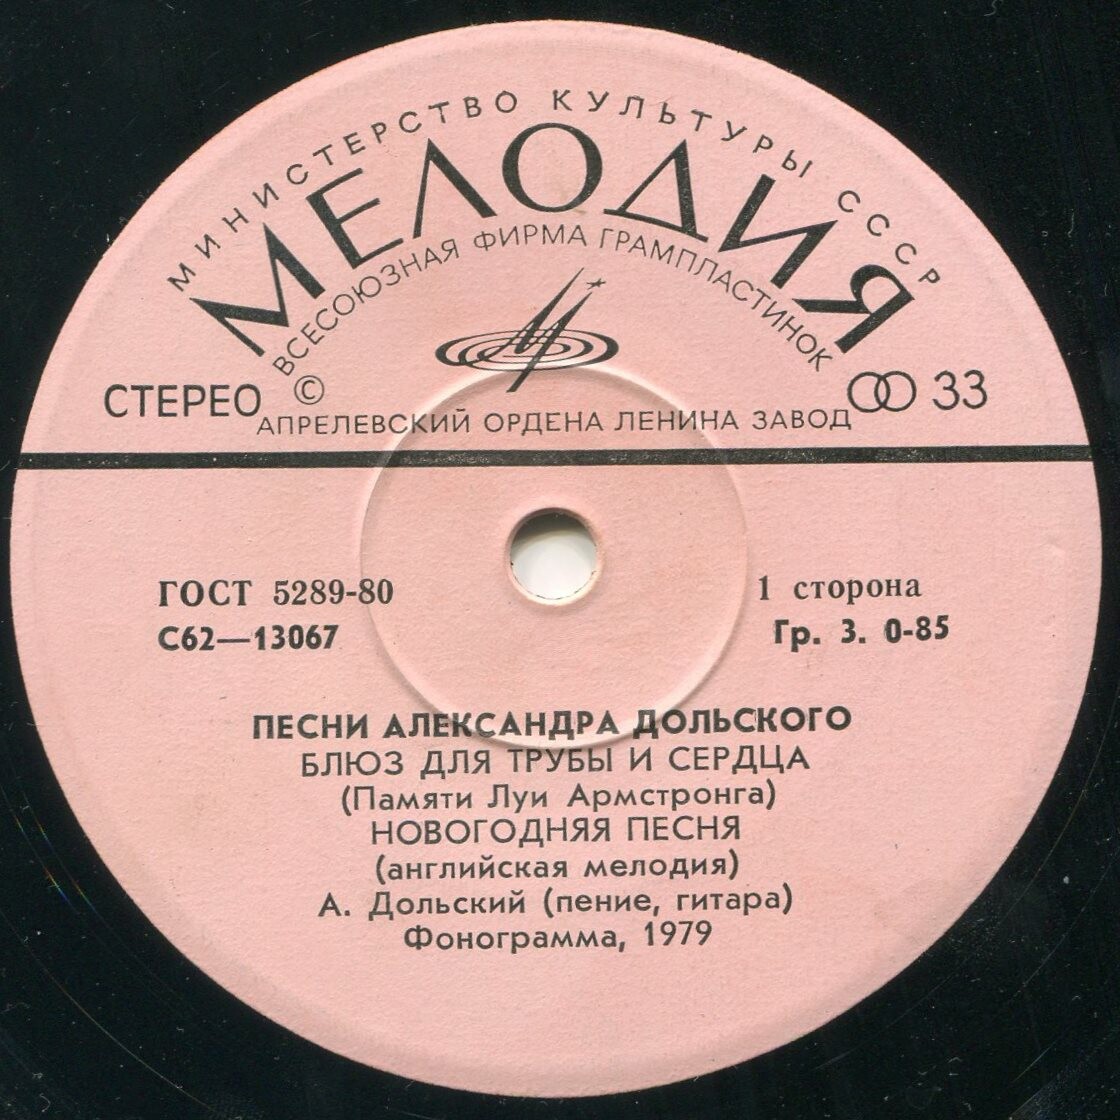 МИНИСТЕРСТВО КУЛЬТУРЫ СССР
МЕЛОДИЯ
ВСЕСОЮЗНАЯ ФИРМА ГРАМПЛАСТИНОК
СТЕРЕО © 33
АПРЕЛЕВСКИЙ ОРДЕНА ЛЕНИНА ЗАВОД
ГОСТ 5289-80 1 сторона
С62—13067 Гр. 3. 0-85
ПЕСНИ АЛЕКСАНДРА ДОЛЬСКОГО
БЛЮЗ ДЛЯ ТРУБЫ И СЕРДЦА
(Памяти Луи Армстронга)
НОВОГОДНЯЯ ПЕСНЯ
(английская мелодия)
А. Дольский (пение, гитара)
Фонограмма, 1979